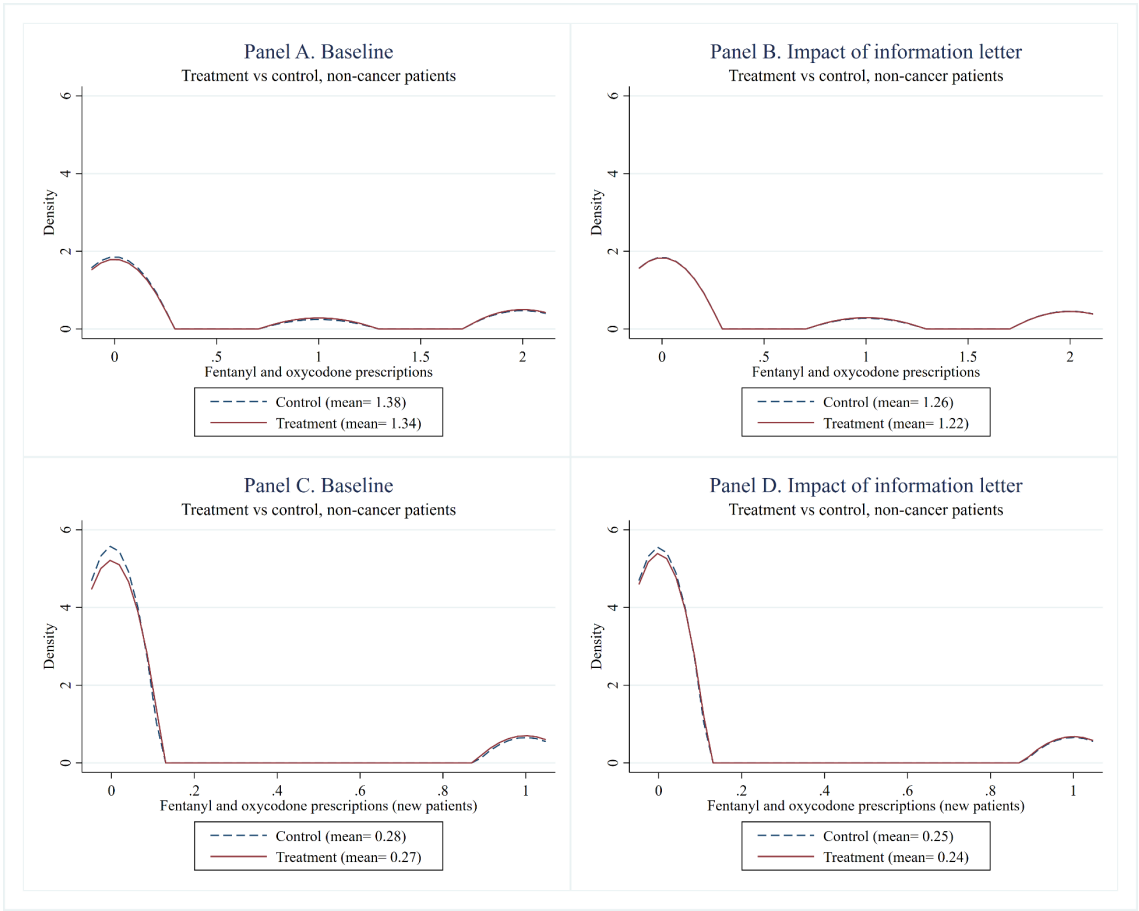 Panel A. Baseline
Treatment vs control, non-cancer patients
6
4
2
0
Density
0 .5 1 1.5 2
Fentanyl and oxycodone prescriptions
Control (mean= 1.38)
Treatment (mean= 1.34)
Panel B. Impact of information letter
Treatment vs control, non-cancer patients
6
4
2
0
Density
0 .5 1 1.5 2
Fentanyl and oxycodone prescriptions
Control (mean= 1.26)
Treatment (mean= 1.22)
Panel C. Baseline
Treatment vs control, non-cancer patients
6
4
2
0
Density
0 .2 .4 .6 .8 1
Fentanyl and oxycodone prescriptions (new patients)
Control (mean= 0.28)
Treatment (mean= 0.27)
Panel D. Impact of information letter
Treatment vs control, non-cancer patients
6
4
2
0
Density
0 .2 .4 .6 .8 1
Fentanyl and oxycodone prescriptions (new patients)
Control (mean= 0.25)
Treatment (mean= 0.24)